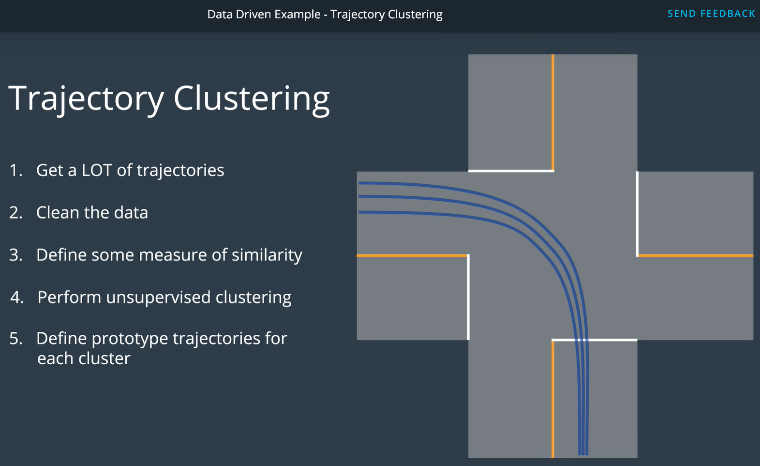 Data Driven Example - Trajectory Clustering
SEND FEEDBACK
Trajectory Clustering
1. Get a LOT of trajectories
2. Clean the data
3. Define some measure of similarity
4. Perform unsupervised clustering
5. Define prototype trajectories for
each cluster